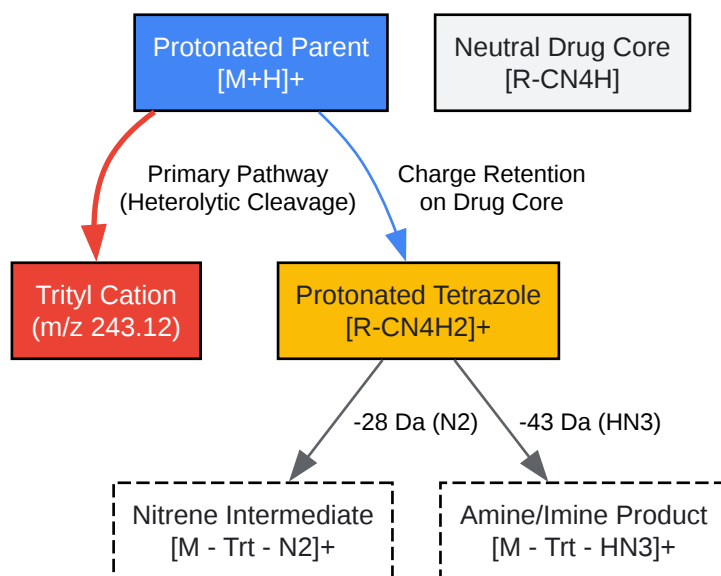 Protonated Parent
[M+H]+
Neutral Drug Core
[R-CN4H]
Primary Pathway
(Heterolytic Cleavage)
Charge Retention
on Drug Core
Trityl Cation
(m/z 243.12)
Protonated Tetrazole
[R-CN4H2]+
-28 Da (N2)
-43 Da (HN3)
Nitrene Intermediate
[M - Trt - N2]+
Amine/Imine Product
[M - Trt - HN3]+